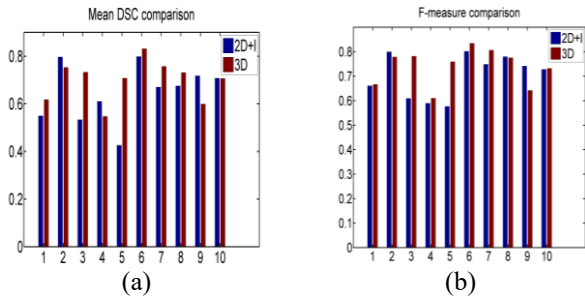 Mean DSC comparison
2D+I
3D
0.8
0.6
0.4
0.2
0
1 2 3 4 5 6 7 8 9 10
(a)
F-measure comparison
2D+I
3D
0.8
0.7
0.6
0.5
0.4
0.3
0.2
0.1
0
1 2 3 4 5 6 7 8 9 10
(b)